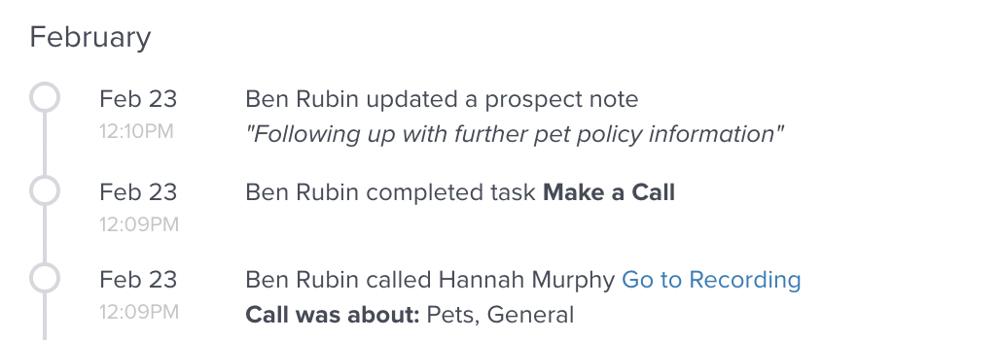 February
Feb 23
Ben Rubin updated a prospect note
12:10PM
"Following up with further pet policy information"
Feb 23
Ben Rubin completed task Make a Call
12:09PM
Feb 23
Ben Rubin called Hannah Murphy Go to Recording
12:09PM
Call was about: Pets, General